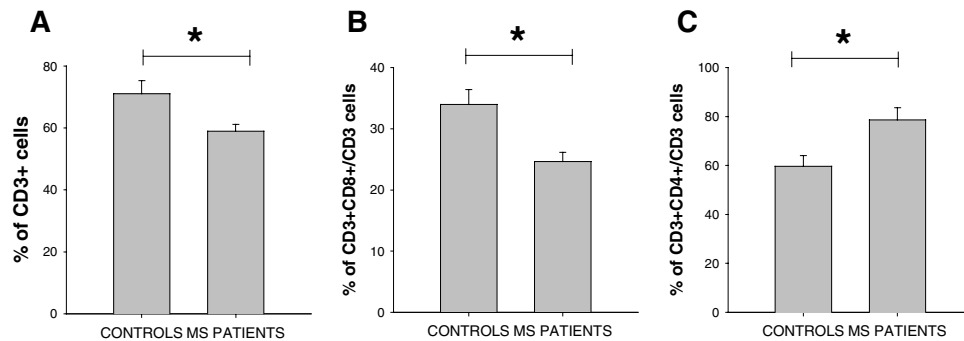 A
*
% of CD3+ cells
80
60
40
20
0
CONTROLS MS PATIENTS
B
*
% of CD3+CD8+/CD3 cells
40
30
20
10
0
CONTROLS MS PATIENTS
C
*
% of CD3+CD4+/CD3 cells
100
80
60
40
20
0
CONTROLS MS PATIENTS